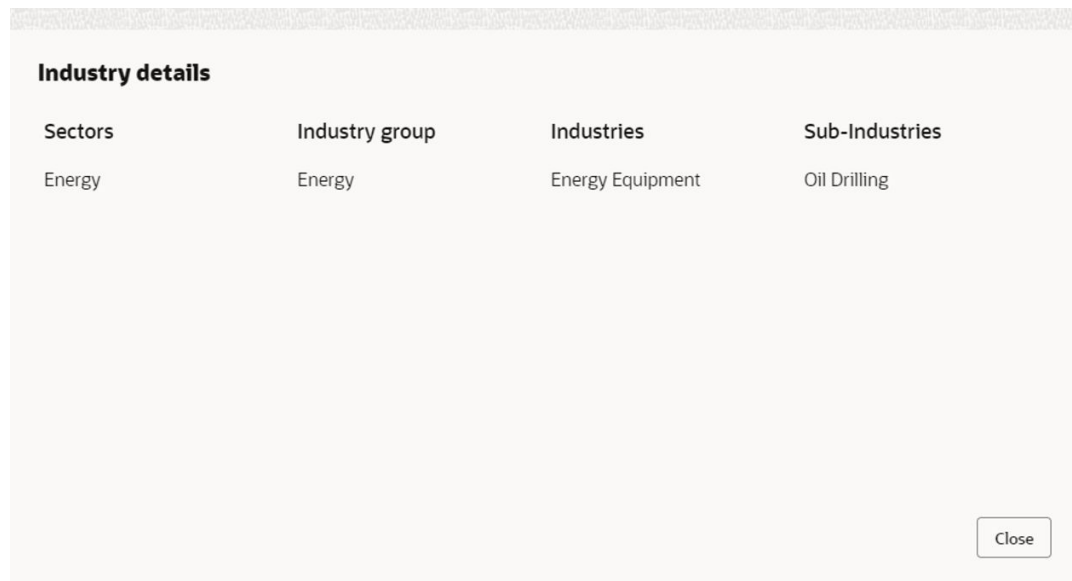 Industry details
Sectors Industry group Industries Sub-Industries
Energy Energy Energy Equipment Oil Drilling
Close